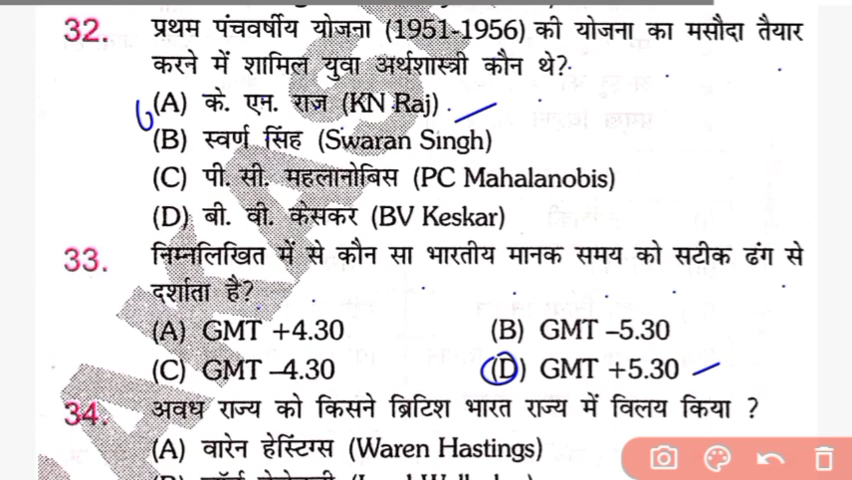 32. प्रथम पंचवर्षीय योजना (1951-1956) की योजना का मसौदा तैयार
करने में शामिल युवा अर्थशास्त्री कौन थे?
(A) के. एन. राज (KN Raj)
(B) स्वर्ण सिंह (Swaran Singh)
(C) पी. सी. महलानोबिस (PC Mahalanobis)
(D) बी. वी. केसकर (BV Keskar)
33. निम्नलिखित में से कौन सा भारतीय मानक समय को सटीक ढंग से
दर्शाता है?
(A) GMT +4.30 (B) GMT –5.30
(C) GMT –4.30 (D) GMT +5.30
34. अवध राज्य को किसने ब्रिटिश भारत राज्य में विलय किया ?
(A) वारेन हेस्टिंग्स (Waren Hastings)